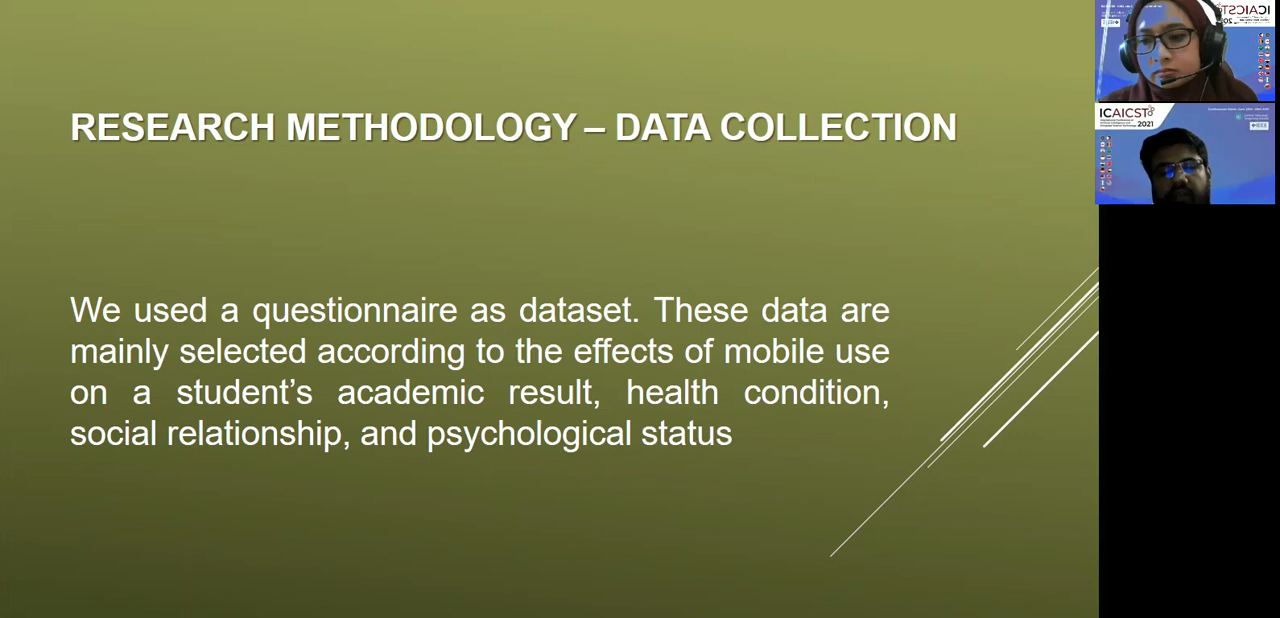 RESEARCH METHODOLOGY – DATA COLLECTION
We used a questionnaire as dataset. These data are
mainly selected according to the effects of mobile use
on a student’s academic result, health condition,
social relationship, and psychological status
ICAICST
2021
IEEE